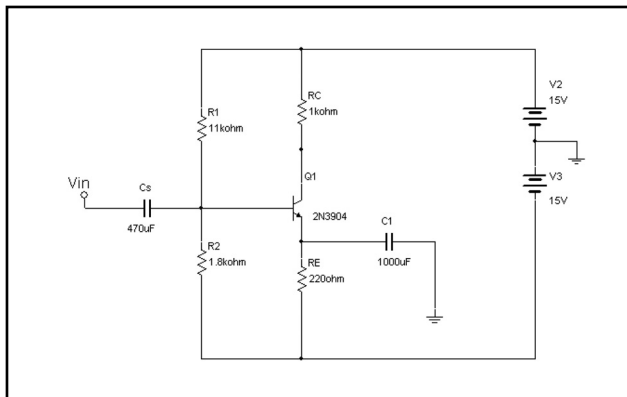 V2
15V
R1
11kohm
RC
1kohm
V3
15V
Vin
Cs
470uF
Q1
2N3904
C1
1000uF
R2
1.8kohm
RE
220ohm